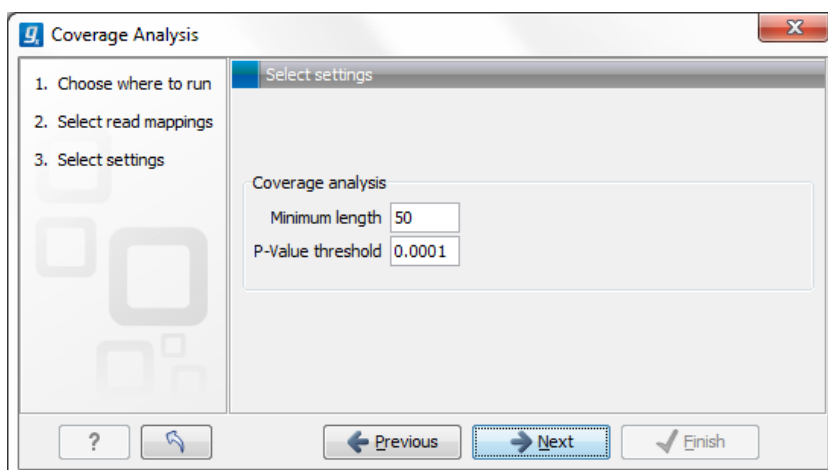 Coverage Analysis
1. Choose where to run
2. Select read mappings
3. Select settings
Select settings
Coverage analysis
Minimum length 50
P-Value threshold 0.0001
?
Previous
Next
Finish